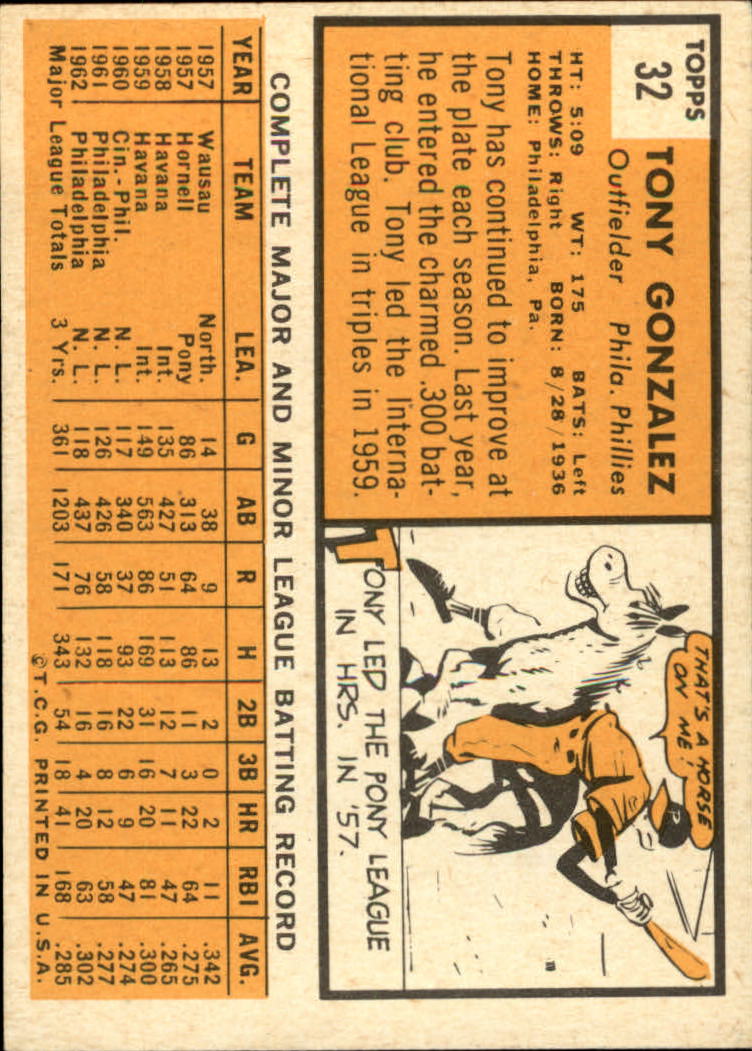 TOPPS
32
TONY GONZALEZ
Outfielder Phila. Phillies
HT: 5:09 WT: 175 BATS: Left
THROWS: Right BORN: 8/28/1936
HOME: Philadelphia, Pa.
Tony has continued to improve at
the plate each season. Last year,
he entered the charmed .300 bat-
ting club. Tony led the Interna-
tional League in triples in 1959.
THAT'S A HORSE
ON ME!
P
TONY LED THE PONY LEAGUE
IN HRS. IN '57.
COMPLETE MAJOR AND MINOR LEAGUE BATTING RECORD
YEAR TEAM LEA. G AB R H 2B 3B HR RBI AVG.
1957 Wausau North. 14 38 9 13 2 0 2 11 .342
1957 Hornell Pony 86 313 64 86 11 3 22 64 .275
1958 Havana Int. 135 427 51 113 12 7 11 47 .265
1959 Havana Int. 149 563 86 169 31 16 20 81 .300
1960 Cin.-Phil. N. L. 117 340 37 93 22 6 9 47 .274
1961 Philadelphia N. L. 126 426 58 118 16 8 12 58 .277
1962 Philadelphia N. L. 118 437 76 132 16 4 20 63 .302
Major League Totals 3 Yrs. 361 1203 171 343 54 18 41 168 .285
©T.C.G. PRINTED IN U.S.A.